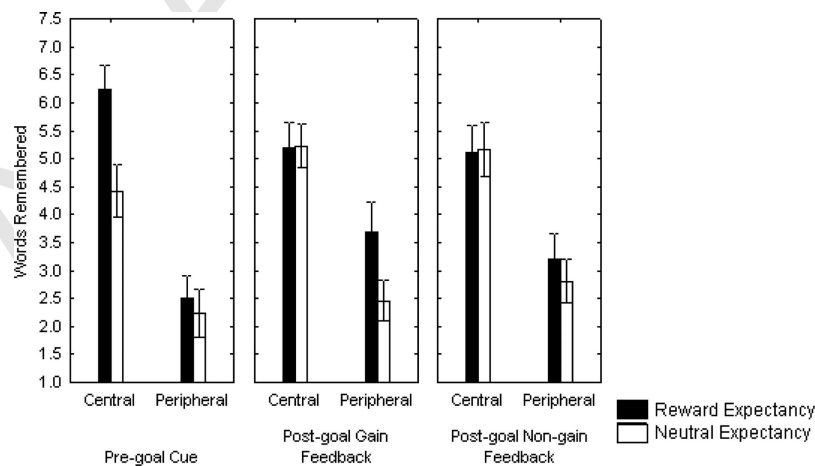 7.5
7.0
6.5
6.0
5.5
5.0
4.5
4.0
3.5
3.0
2.5
2.0
1.5
1.0
Words Remembered
Central Peripheral Central Peripheral Central Peripheral
Pre-goal Cue
Post-goal Gain
Feedback
Post-goal Non-gain
Feedback
Reward Expectancy
Neutral Expectancy